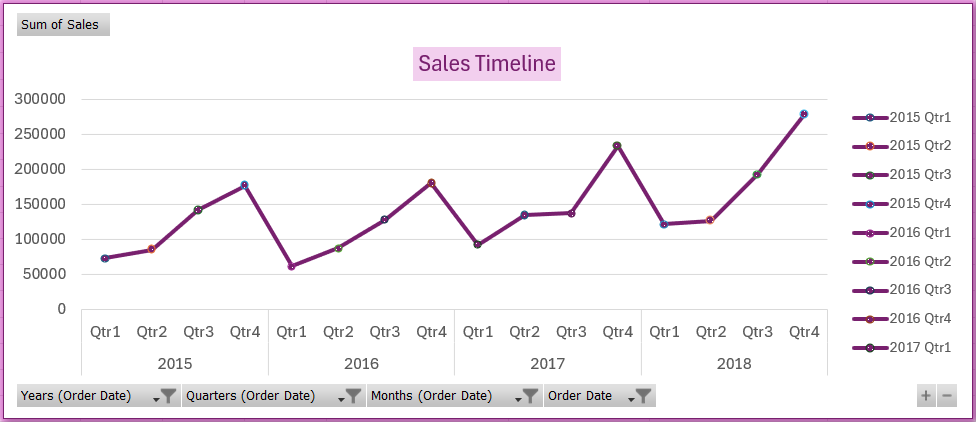 Sum of Sales
Sales Timeline
300000
250000
200000
150000
100000
50000
0
Qtr1 Qtr2 Qtr3 Qtr4 Qtr1 Qtr2 Qtr3 Qtr4 Qtr1 Qtr2 Qtr3 Qtr4 Qtr1 Qtr2 Qtr3 Qtr4
2015 2016 2017 2018
2015 Qtr1
2015 Qtr2
2015 Qtr3
2015 Qtr4
2016 Qtr1
2016 Qtr2
2016 Qtr3
2016 Qtr4
2017 Qtr1
Years (Order Date) Quarters (Order Date) Months (Order Date) Order Date + −